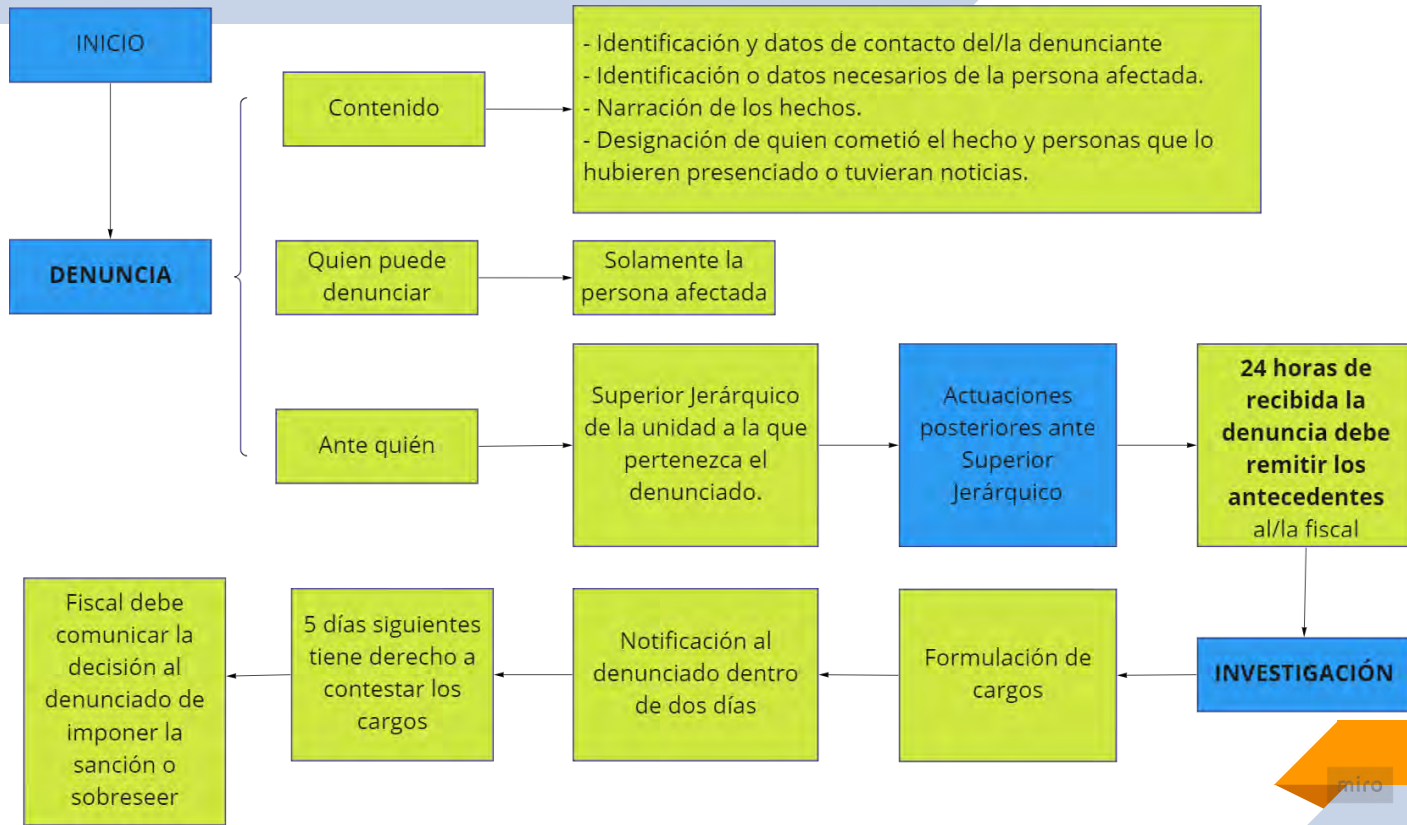 INICIO
Contenido
- Identificación y datos de contacto del/la denunciante
- Identificación o datos necesarios de la persona afectada.
- Narración de los hechos.
- Designación de quien cometió el hecho y personas que lo
hubieren presenciado o tuvieran noticias.
DENUNCIA
Quien puede
denunciar
Solamente la
persona afectada
Ante quién
Superior Jerárquico
de la unidad a la que
pertenezca el
denunciado.
Actuaciones
posteriores ante
Superior
Jerárquico
24 horas de
recibida la
denuncia debe
remitir los
antecedentes
al/la fiscal
INVESTIGACIÓN
Formulación de
cargos
Notificación al
denunciado dentro
de dos días
5 días siguientes
tiene derecho a
contestar los
cargos
Fiscal debe
comunicar la
decisión al
denunciado de
imponer la
sanción o
sobreseer
miro